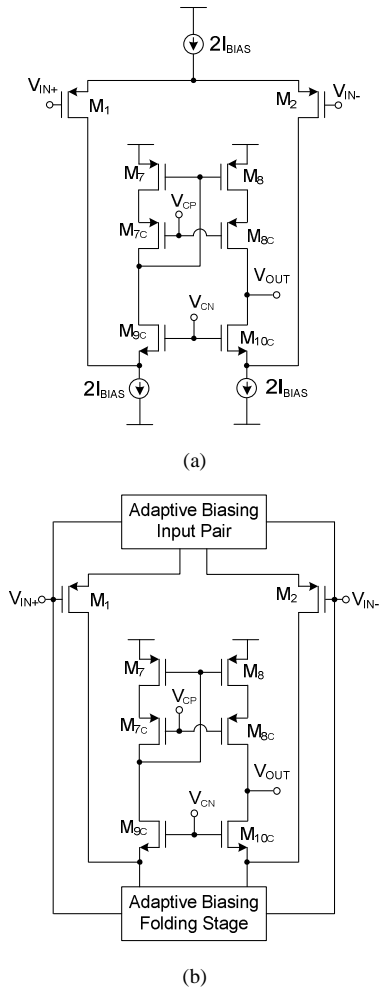 2I_BIAS
V_IN+
M_1
M_2
V_IN-
M_7
M_8
V_CP
M_7C
M_8C
V_OUT
V_CN
M_9C
M_10C
2I_BIAS
2I_BIAS
(a)
Adaptive Biasing
Input Pair
V_IN+
M_1
M_2
V_IN-
M_7
M_8
V_CP
M_7C
M_8C
V_OUT
V_CN
M_9C
M_10C
Adaptive Biasing
Folding Stage
(b)